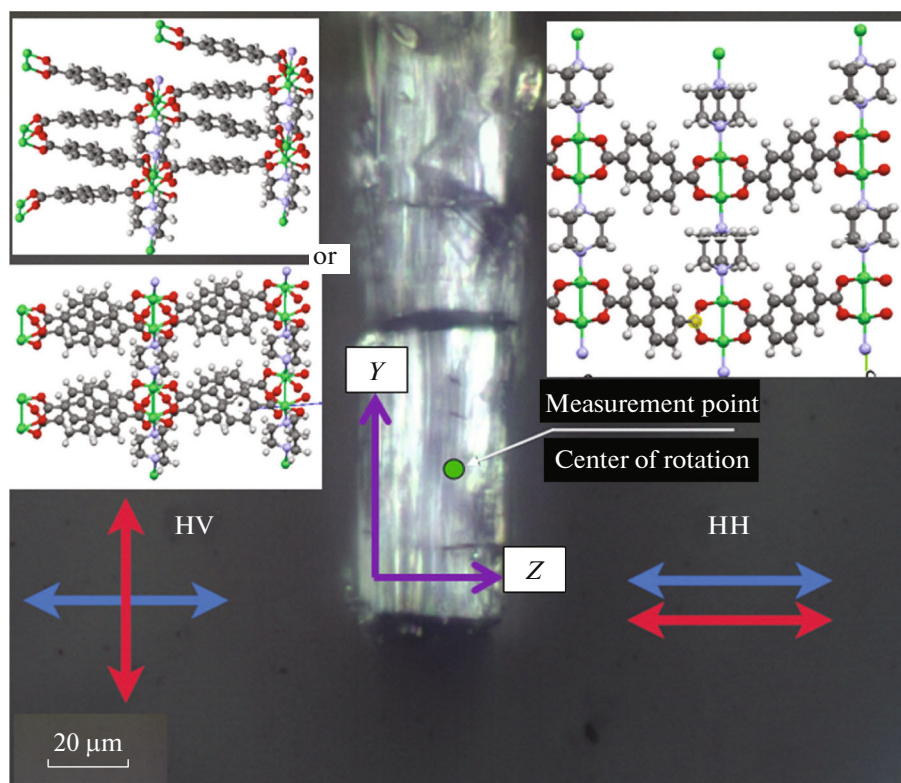 or
Y
Measurement point
Center of rotation
HV
HH
Z
20 μm